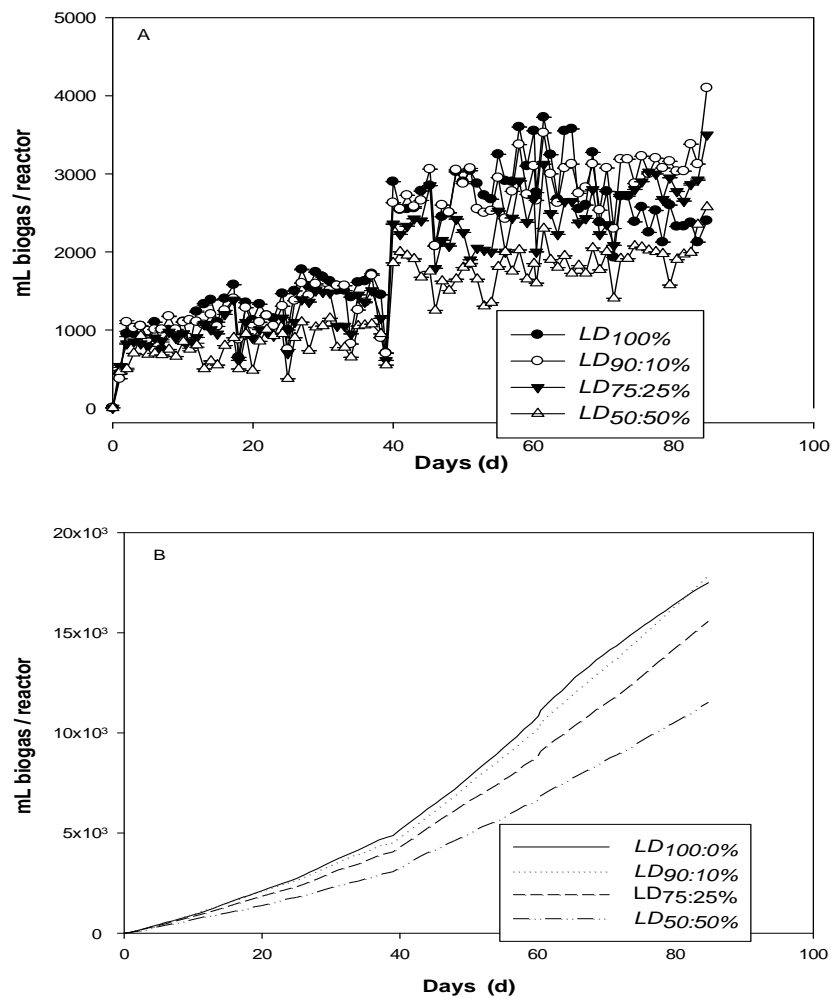 A
5000
4000
3000
2000
1000
0
mL biogas / reactor
LD100%
LD90:10%
LD75:25%
LD50:50%
0 20 40 60 80 100
Days (d)
B
20x10³
15x10³
10x10³
5x10³
0
mL biogas / reactor
LD100:0%
LD90:10%
LD75:25%
LD50:50%
0 20 40 60 80 100
Days (d)